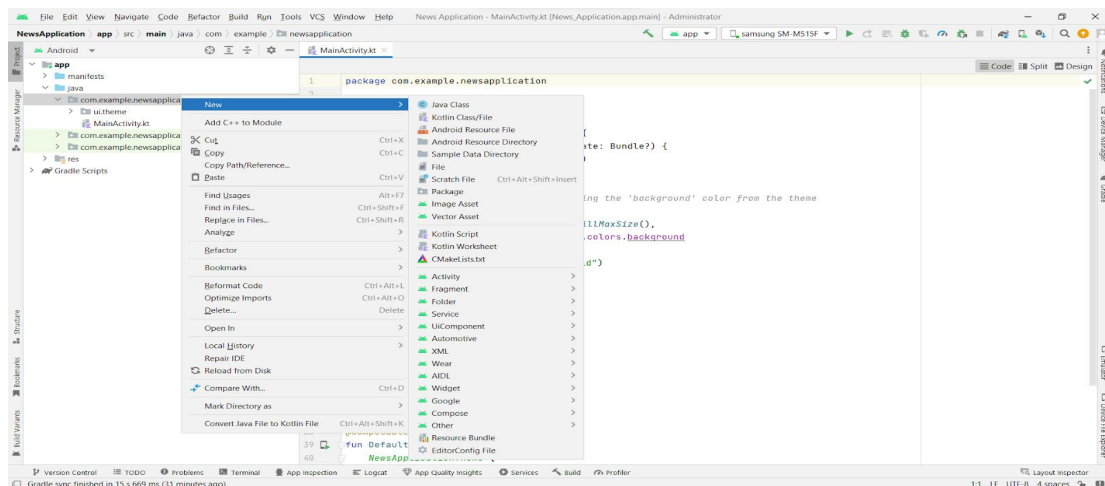 File Edit View Navigate Code Refactor Build Run Tools VCS Window Help News Application - MainActivity.kt [News_Application.app.main] - Administrator
NewsApplication app src main java com example newsapplication app samsung SM-M515F
Android MainActivity.kt
Code Split Design
app
manifests
java
com.example.newsapplica
ui.theme
MainActivity.kt
com.example.newsapplica
com.example.newsapplica
res
Gradle Scripts
New
Add C++ to Module
Cut Ctrl+X
Copy Ctrl+C
Copy Path/Reference...
Paste Ctrl+V
Find Usages Alt+F7
Find in Files... Ctrl+Shift+F
Replace in Files... Ctrl+Shift+R
Analyze
Refactor
Bookmarks
Reformat Code Ctrl+Alt+L
Optimize Imports Ctrl+Alt+O
Delete... Delete
Open In
Local History
Repair IDE
Reload from Disk
Compare With... Ctrl+D
Mark Directory as
Convert Java File to Kotlin File Ctrl+Alt+Shift+K
Java Class
Kotlin Class/File
Android Resource File
Android Resource Directory
Sample Data Directory
File
Scratch File Ctrl+Alt+Shift+Insert
Package
Image Asset
Vector Asset
Kotlin Script
Kotlin Worksheet
CMakeLists.txt
Activity
Fragment
Folder
Service
UiComponent
Automotive
XML
Wear
AIDL
Widget
Google
Compose
Other
Resource Bundle
EditorConfig File
1 package com.example.newsapplication
2
{
ate: Bundle?) {
)
ing the 'background' color from the theme
illMaxSize(),
.colors.background
d")
39 fun Default
40 NewsApp
Project
Resource Manager
Structure
Bookmarks
Build Variants
Notifications
Device Manager
Gradle
Emulator
Device File Explorer
Version Control TODO Problems Terminal App Inspection Logcat App Quality Insights Services Build Profiler Layout Inspector
Gradle sync finished in 15 s 669 ms (31 minutes ago) 1:1 LF UTF-8 4 spaces